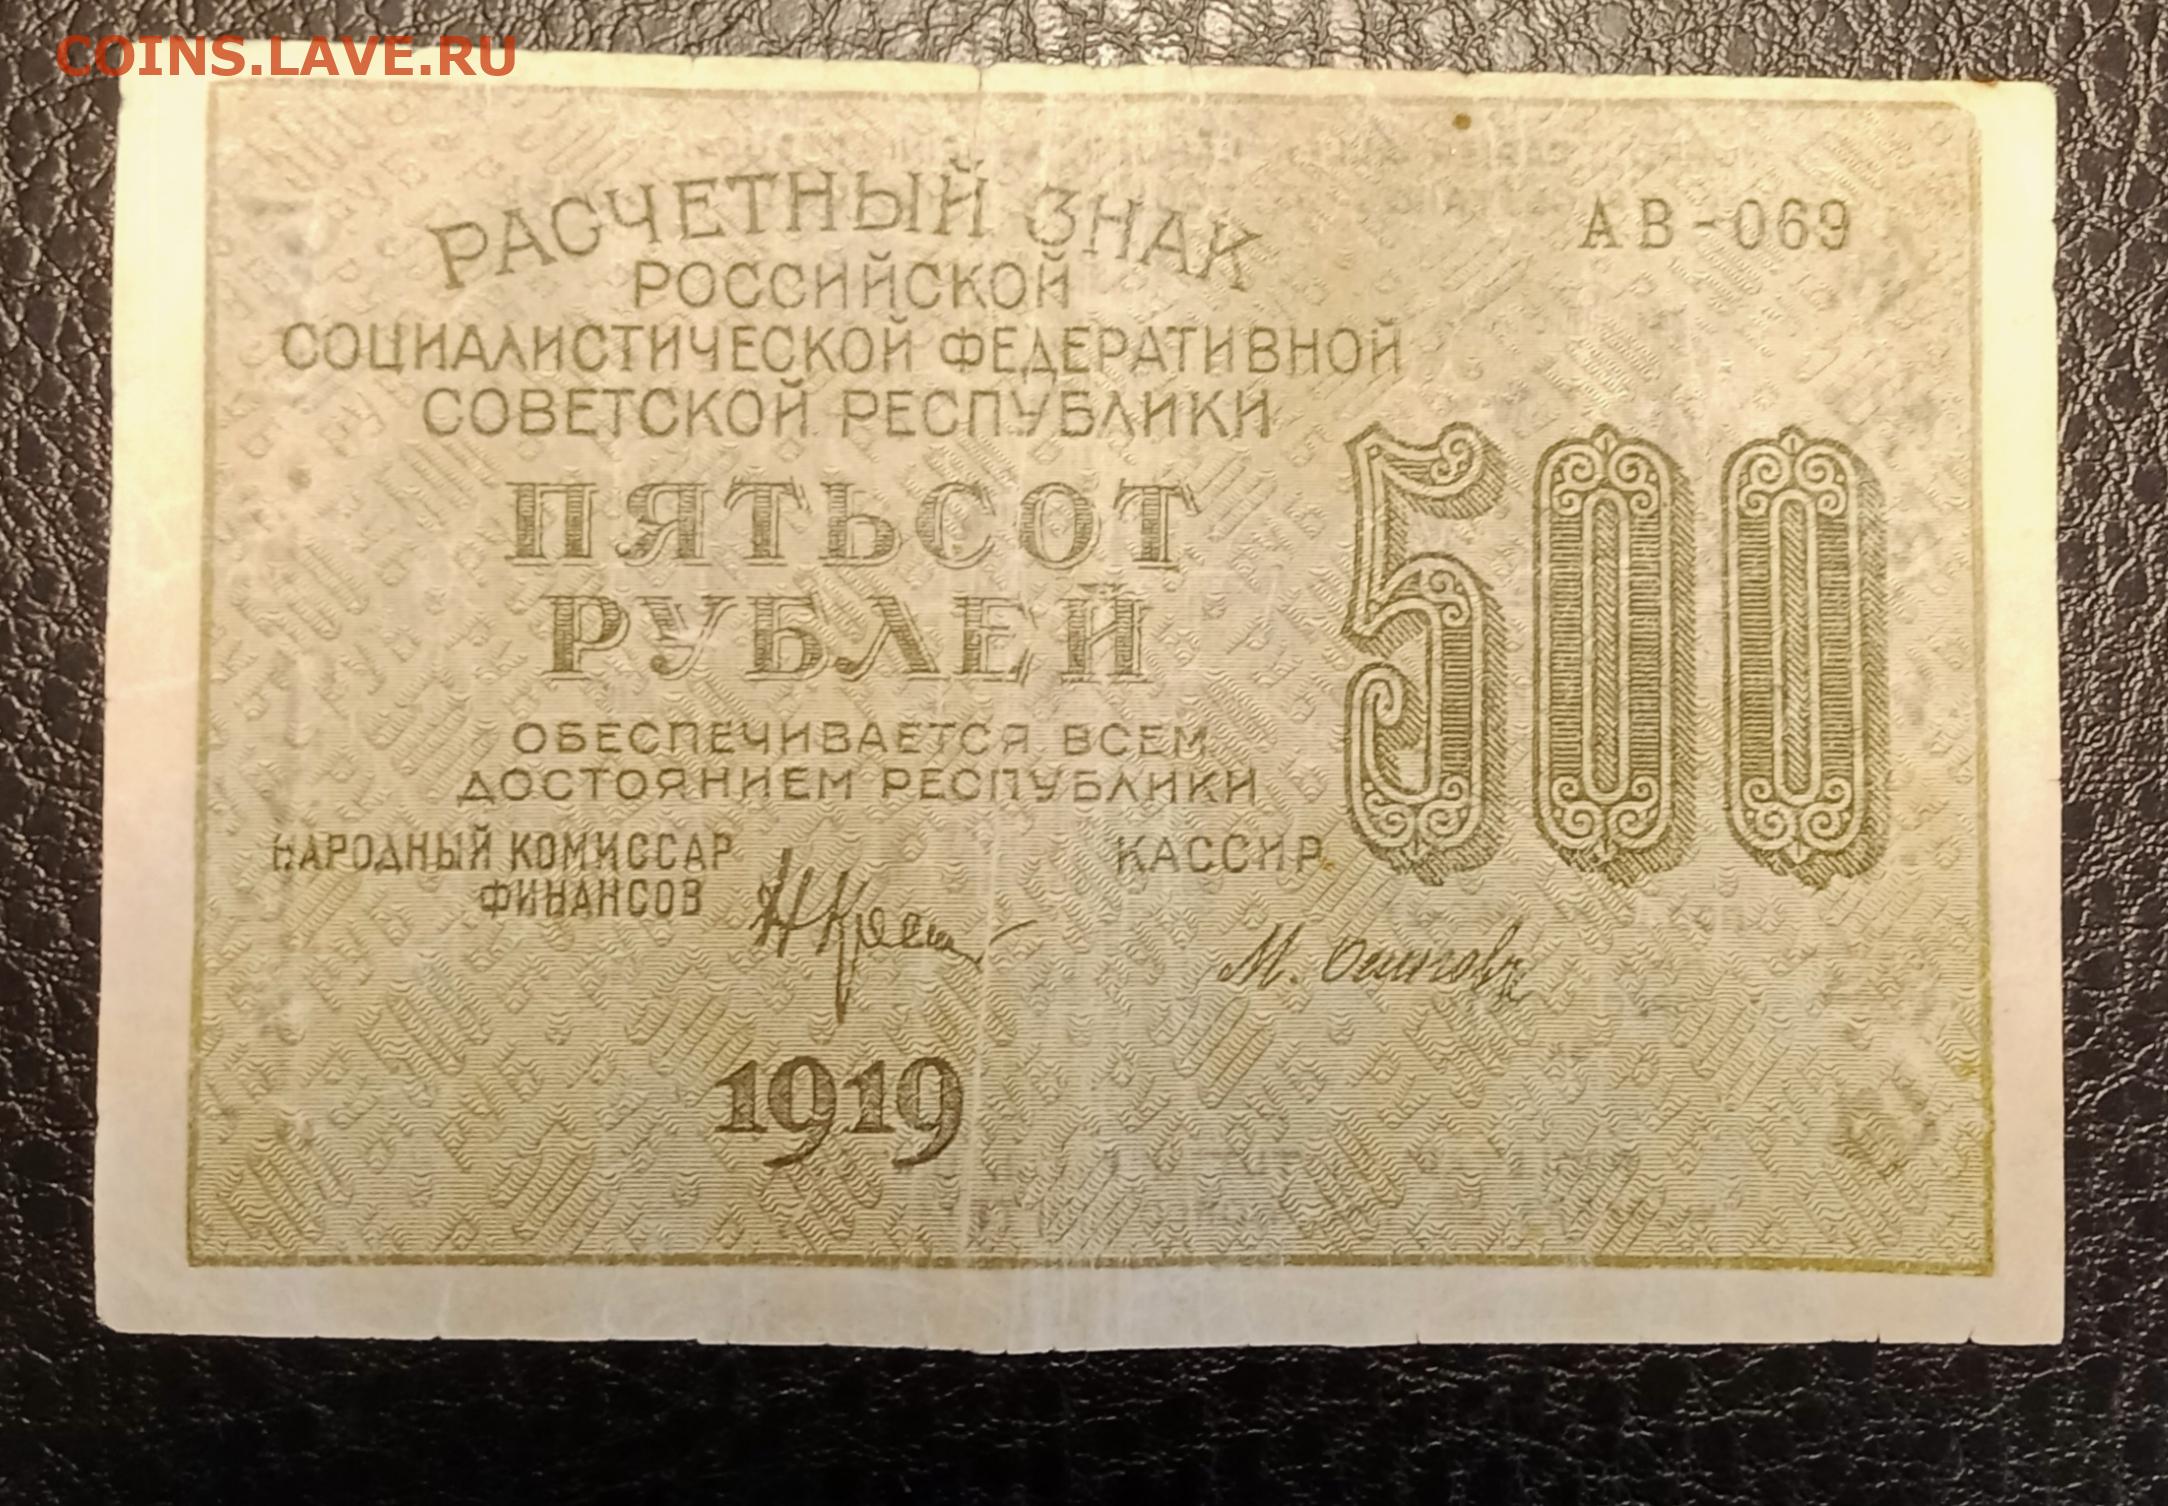 COINS.LAVE.RU
РАСЧЕТНЫЙ ЗНАК
АВ-069
РОССИЙСКОЙ
СОЦИАЛИСТИЧЕСКОЙ ФЕДЕРАТИВНОЙ
СОВЕТСКОЙ РЕСПУБЛИКИ
ПЯТЬСОТ
РУБЛЕЙ
500
ОБЕСПЕЧИВАЕТСЯ ВСЕМ
ДОСТОЯНИЕМ РЕСПУБЛИКИ
НАРОДНЫЙ КОМИССАР
ФИНАНСОВ
КАССИР
М. Осипов
1919